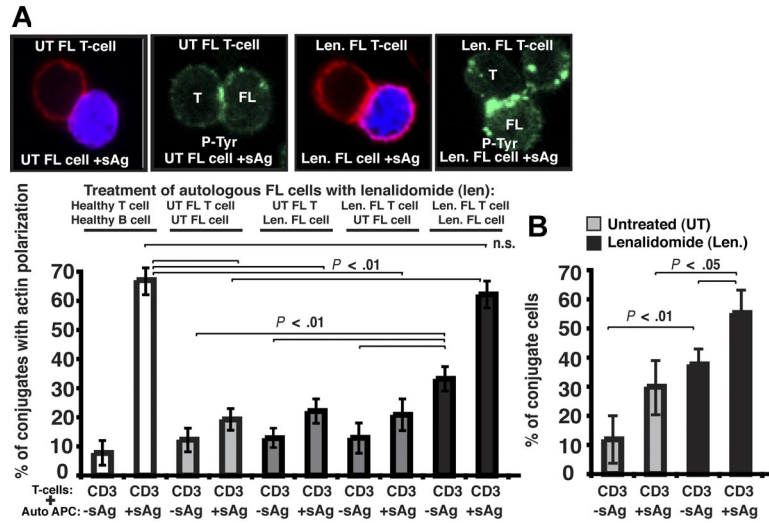 A
UT FL T-cell
UT FL cell +sAg
UT FL T-cell
T FL
P-Tyr
UT FL cell +sAg
Len. FL T-cell
Len. FL cell +sAg
Len. FL T-cell
T
FL
P-Tyr
Len. FL cell +sAg
Treatment of autologous FL cells with lenalidomide (len):
Healthy T cell
Healthy B cell
UT FL T cell
UT FL cell
UT FL T
Len. FL cell
Len. FL T cell
UT FL cell
Len. FL T cell
Len. FL cell
n.s.
P < .01
P < .01
% of conjugates with actin polarization
70
60
50
40
30
20
10
0
T-cells: CD3 CD3 CD3 CD3 CD3 CD3 CD3 CD3 CD3 CD3
+
Auto APC: -sAg +sAg -sAg +sAg -sAg +sAg -sAg +sAg -sAg +sAg
B
Untreated (UT)
Lenalidomide (Len.)
P < .05
P < .01
% of conjugate cells
70
60
50
40
30
20
10
0
CD3 CD3 CD3 CD3
-sAg +sAg -sAg +sAg